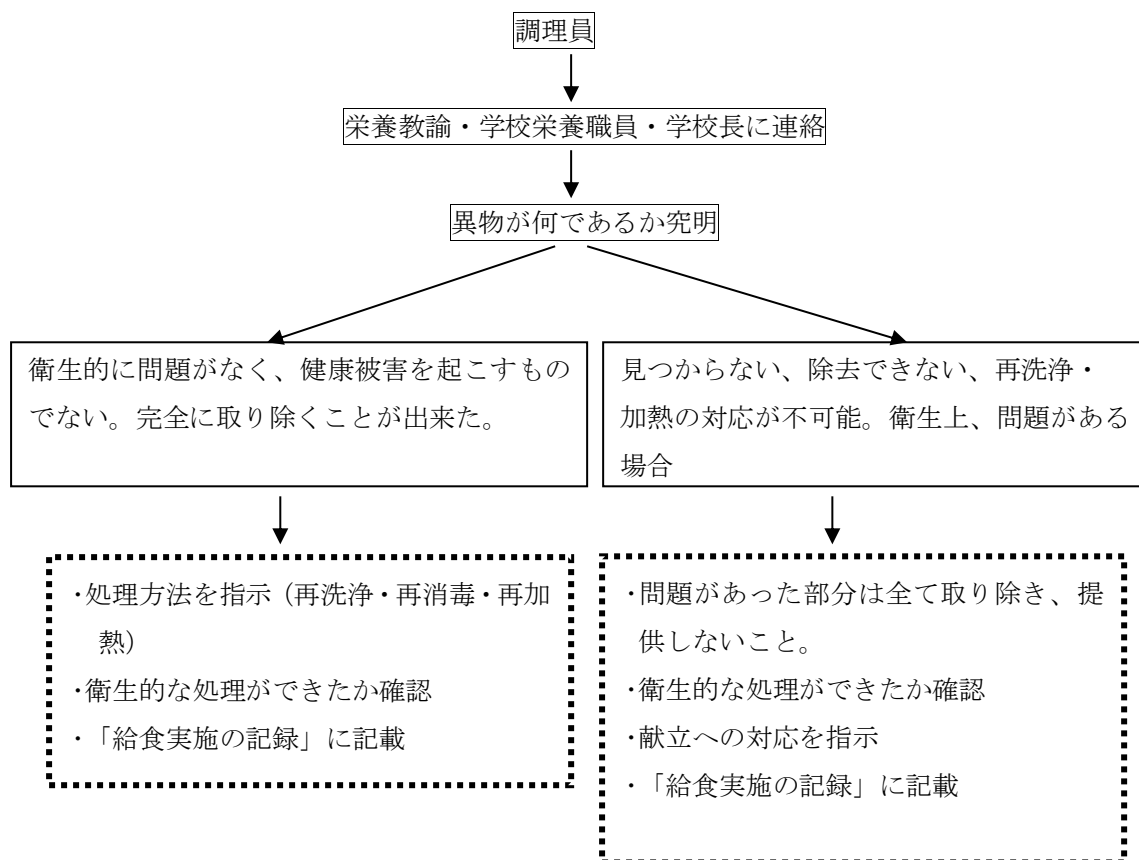 調理員
栄養教諭・学校栄養職員・学校長に連絡
異物が何であるか究明
衛生的に問題がなく、健康被害を起こすもの
でない。完全に取り除くことが出来た。
見つからない、除去できない、再洗浄・
加熱の対応が不可能。衛生上、問題がある
場合
・処理方法を指示（再洗浄・再消毒・再加
熱）
・衛生的な処理ができたか確認
・「給食実施の記録」に記載
・問題があった部分は全て取り除き、提
供しないこと。
・衛生的な処理ができたか確認
・献立への対応を指示
・「給食実施の記録」に記載